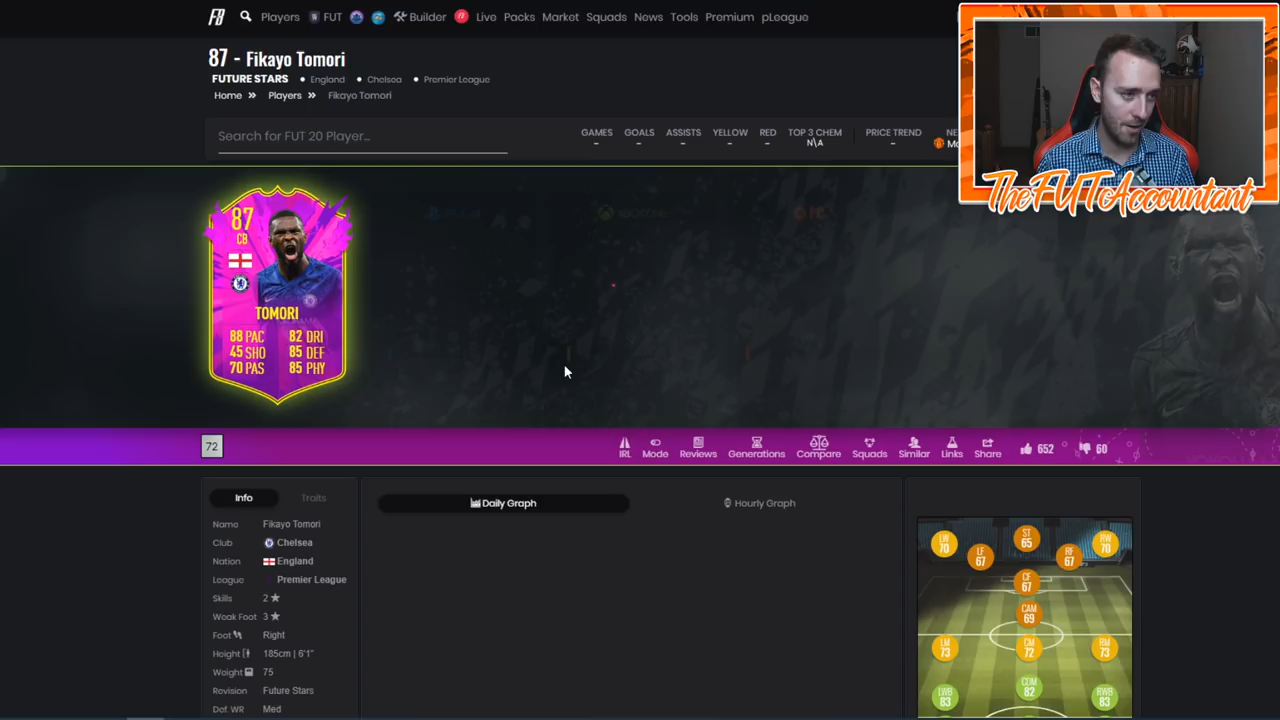 F8 Players FUT Builder Live Packs Market Squads News Tools Premium pLeague
87 - Fikayo Tomori
FUTURE STARS • England • Chelsea • Premier League
Home » Players » Fikayo Tomori
Search for FUT 20 Player...
GAMES GOALS ASSISTS YELLOW RED TOP 3 CHEM PRICE TREND NE
- - - - - N\A - Mo
TheFUTAccountant
87
CB
TOMORI
88 PAC 82 DRI
45 SHO 85 DEF
70 PAS 85 PHY
72
IRL Mode Reviews Generations Compare Squads Similar Links Share 652 60
Info Traits
Daily Graph Hourly Graph
Name Fikayo Tomori
Club Chelsea
Nation England
League Premier League
Skills 2 ★
Weak Foot 3 ★
Foot Right
Height 185cm | 6'1"
Weight 75
Revision Future Stars
Def. WR Med
ST 65
LW 70
RW 70
LF 67
RF 67
CF 67
CAM 69
LM 73
CM 72
RM 73
CDM 82
LWB 83
RWB 83